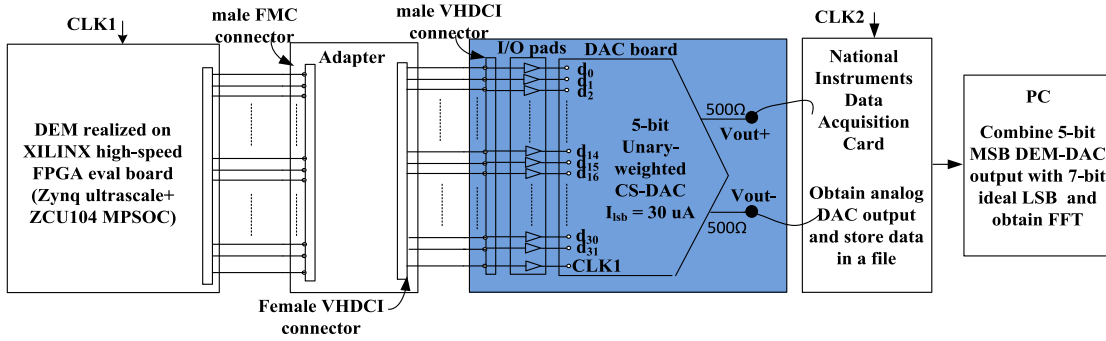 CLK1
DEM realized on
XILINX high-speed
FPGA eval board
(Zynq ultrascale+
ZCU104 MPSOC)
male FMC
connector
Adapter
Female VHDCI
connector
male VHDCI
connector
I/O pads
DAC board
d0
d1
d2
d14
d15
d16
d30
d31
CLK1
5-bit
Unary-
weighted
CS-DAC
Ilsb = 30 uA
500Ω
Vout+
Vout-
500Ω
CLK2
National
Instruments
Data
Acquisition
Card
Obtain analog
DAC output
and store data
in a file
PC
Combine 5-bit
MSB DEM-DAC
output with 7-bit
ideal LSB and
obtain FFT